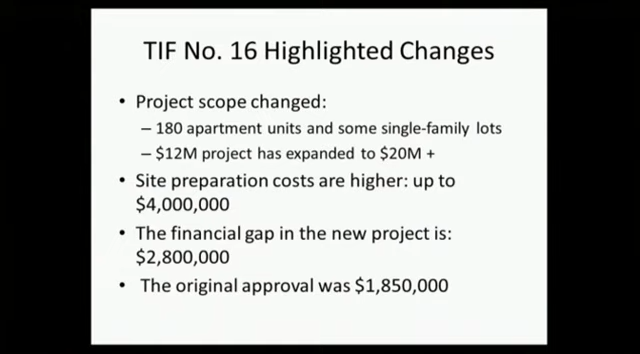 TIF No. 16 Highlighted Changes
• Project scope changed:
– 180 apartment units and some single-family lots
– $12M project has expanded to $20M +
• Site preparation costs are higher: up to
$4,000,000
• The financial gap in the new project is:
$2,800,000
• The original approval was $1,850,000